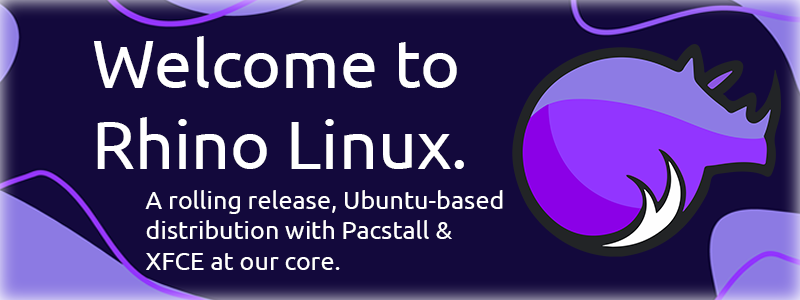 Welcome to
Rhino Linux.
A rolling release, Ubuntu-based
distribution with Pacstall &
XFCE at our core.